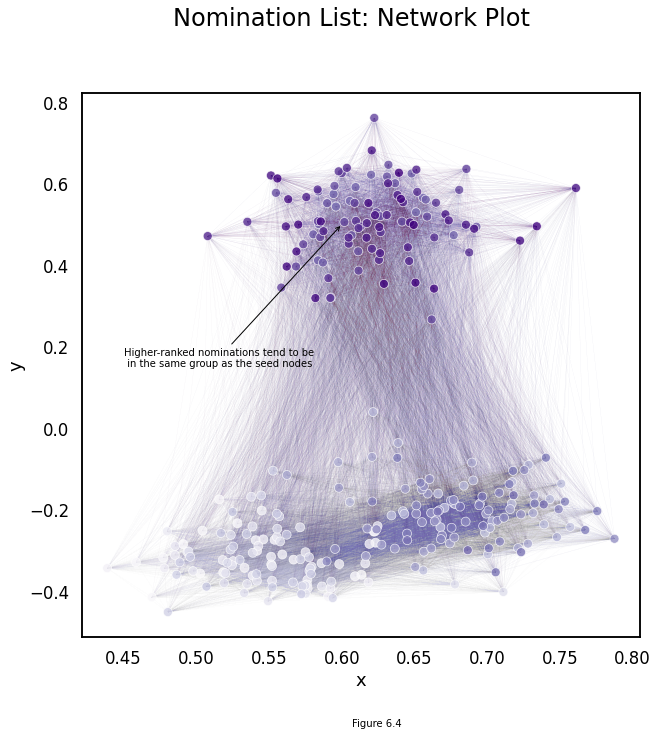 Nomination List: Network Plot
0.8
0.6
0.4
0.2
0.0
−0.2
−0.4
y
Higher-ranked nominations tend to be
in the same group as the seed nodes
0.45 0.50 0.55 0.60 0.65 0.70 0.75 0.80
x
Figure 6.4